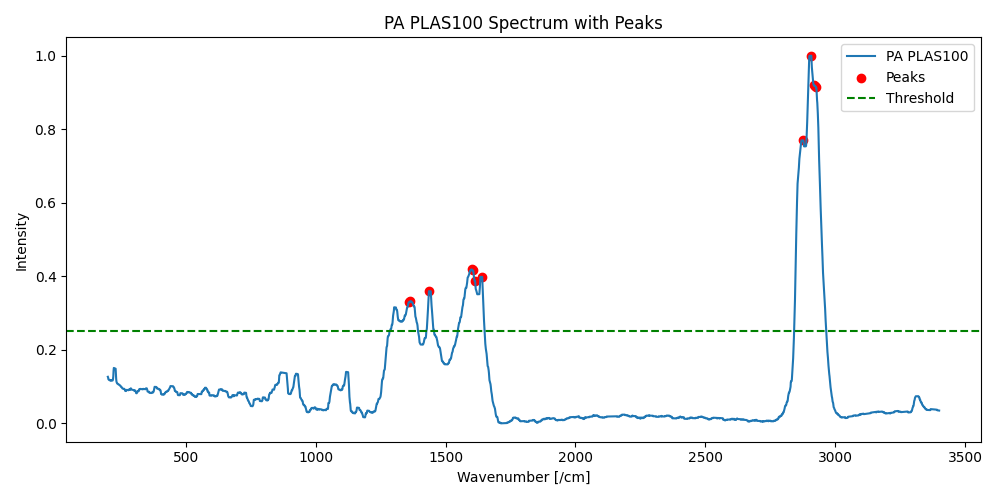 PA PLAS100 Spectrum with Peaks
PA PLAS100
Peaks
Threshold
Intensity
1.0
0.8
0.6
0.4
0.2
0.0
500 1000 1500 2000 2500 3000 3500
Wavenumber [/cm]